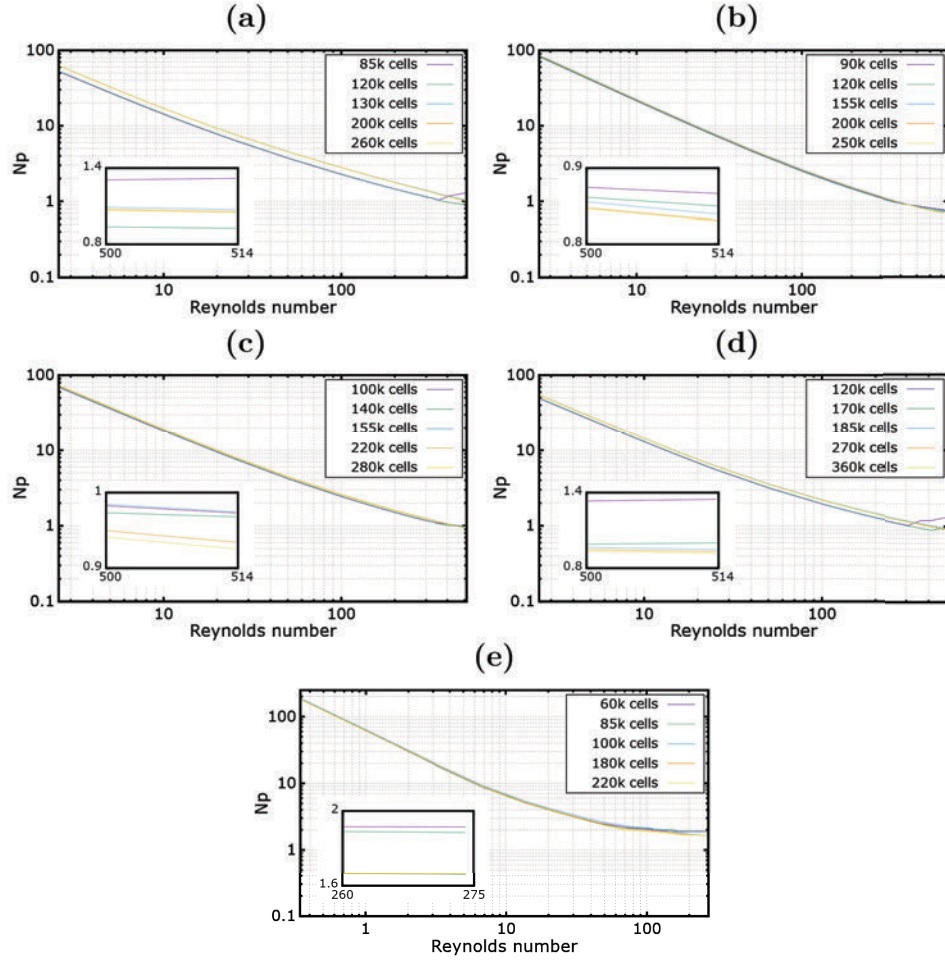 (a)
100
10
1
0.1
Np
85k cells
120k cells
130k cells
200k cells
260k cells
1.4
0.8
500
514
10
100
Reynolds number
(b)
100
10
1
0.1
Np
90k cells
120k cells
155k cells
200k cells
250k cells
0.9
0.8
500
514
10
100
Reynolds number
(c)
100
10
1
0.1
Np
100k cells
140k cells
155k cells
220k cells
280k cells
1
0.9
500
514
10
100
Reynolds number
(d)
100
10
1
0.1
Np
120k cells
170k cells
185k cells
270k cells
360k cells
1.4
0.8
500
514
10
100
Reynolds number
(e)
100
10
1
0.1
Np
60k cells
85k cells
100k cells
180k cells
220k cells
2
1.6
260
275
1
10
100
Reynolds number